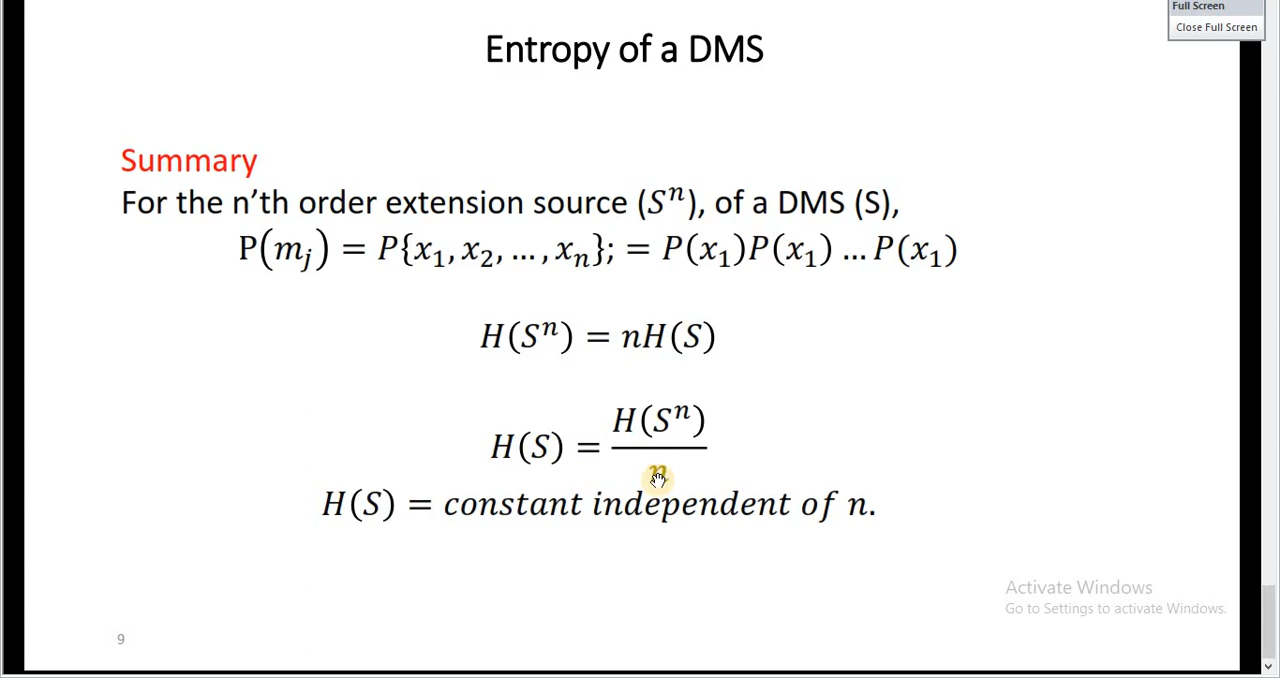 Full Screen
Close Full Screen
Entropy of a DMS
Summary
For the n'th order extension source (Sⁿ), of a DMS (S),
P(mⱼ) = P{x₁, x₂, … , xₙ}; = P(x₁)P(x₁) … P(x₁)
H(Sⁿ) = nH(S)
H(S) = H(Sⁿ) / n
H(S) = constant independent of n.
Activate Windows
Go to Settings to activate Windows.
9